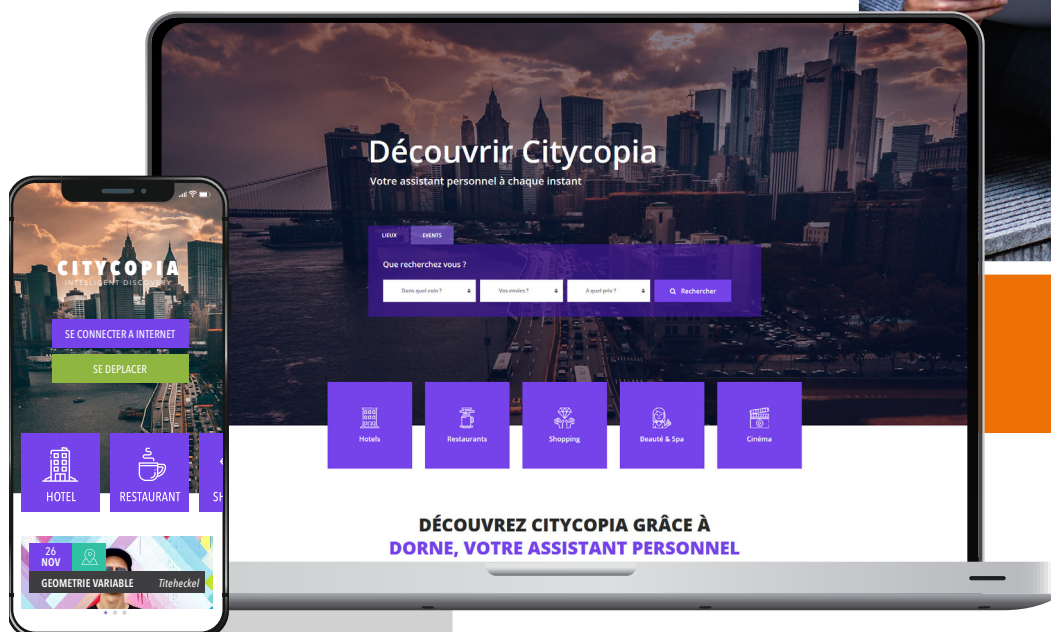 Découvrir Citycopia
Votre assistant personnel à chaque instant
LIEUX
EVENTS
Que recherchez vous ?
Dans quel coin ?
Vos envies ?
A quel prix ?
Rechercher
Hotels
Restaurants
Shopping
Beauté & Spa
Cinéma
DÉCOUVREZ CITYCOPIA GRÂCE À
DORNE, VOTRE ASSISTANT PERSONNEL
CITYCOPIA
INTELLIGENT DISCOVERY
SE CONNECTER A INTERNET
SE DEPLACER
HOTEL
RESTAURANT
SH
26
NOV
GEOMETRIE VARIABLE
Titeheckel